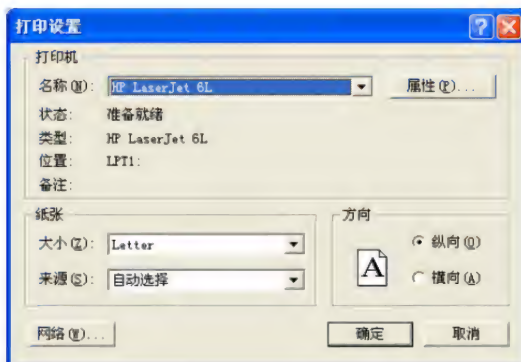 打印设置
打印机
名称(N): HP LaserJet 6L 属性(P)...
状态: 准备就绪
类型: HP LaserJet 6L
位置: LPT1:
备注:
纸张
大小(Z): Letter
来源(S): 自动选择
方向
A
纵向(O)
横向(A)
网络(W)... 确定 取消